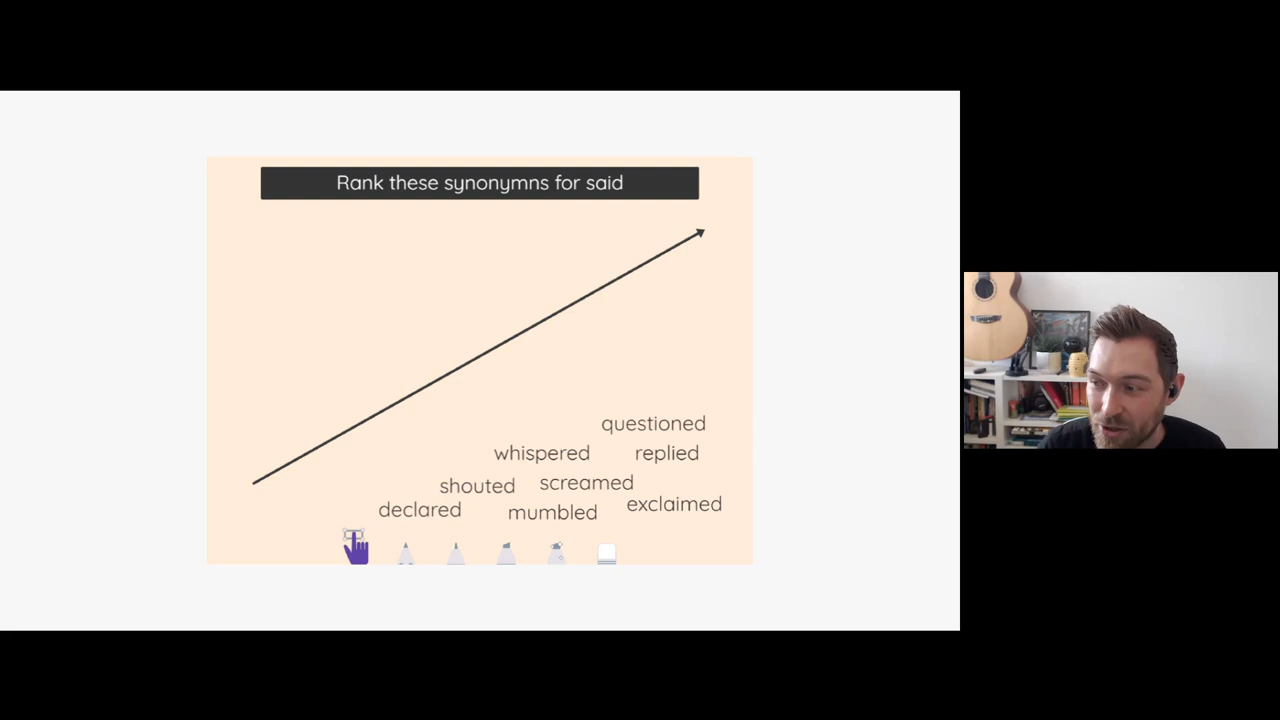 Rank these synonymns for said
questioned
whispered replied
shouted screamed
declared mumbled exclaimed